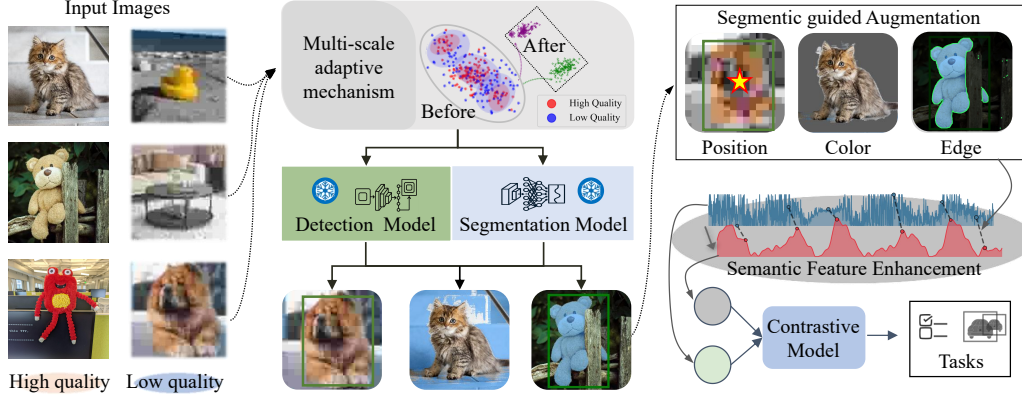 Input Images
High quality
Low quality
Multi-scale
adaptive
mechanism
Before
After
High Quality
Low Quality
Detection Model
Segmentation Model
Segmentic guided Augmentation
Position
Color
Edge
Semantic Feature Enhancement
Contrastive
Model
Tasks